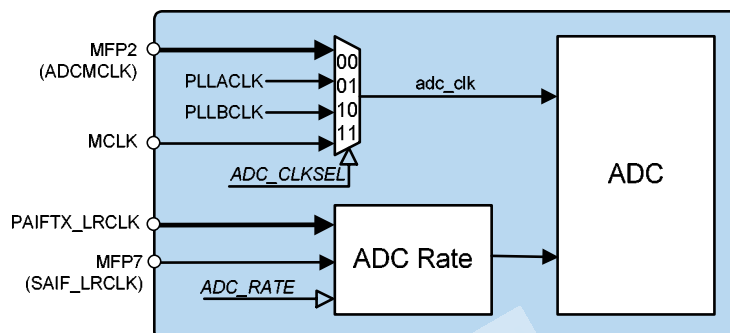 MFP2
(ADCMCLK)
00
PLLACLK
01
adc_clk
PLLBCLK
10
MCLK
11
ADC_CLKSEL
ADC
PAIFTX_LRCLK
ADC Rate
MFP7
(SAIF_LRCLK)
ADC_RATE